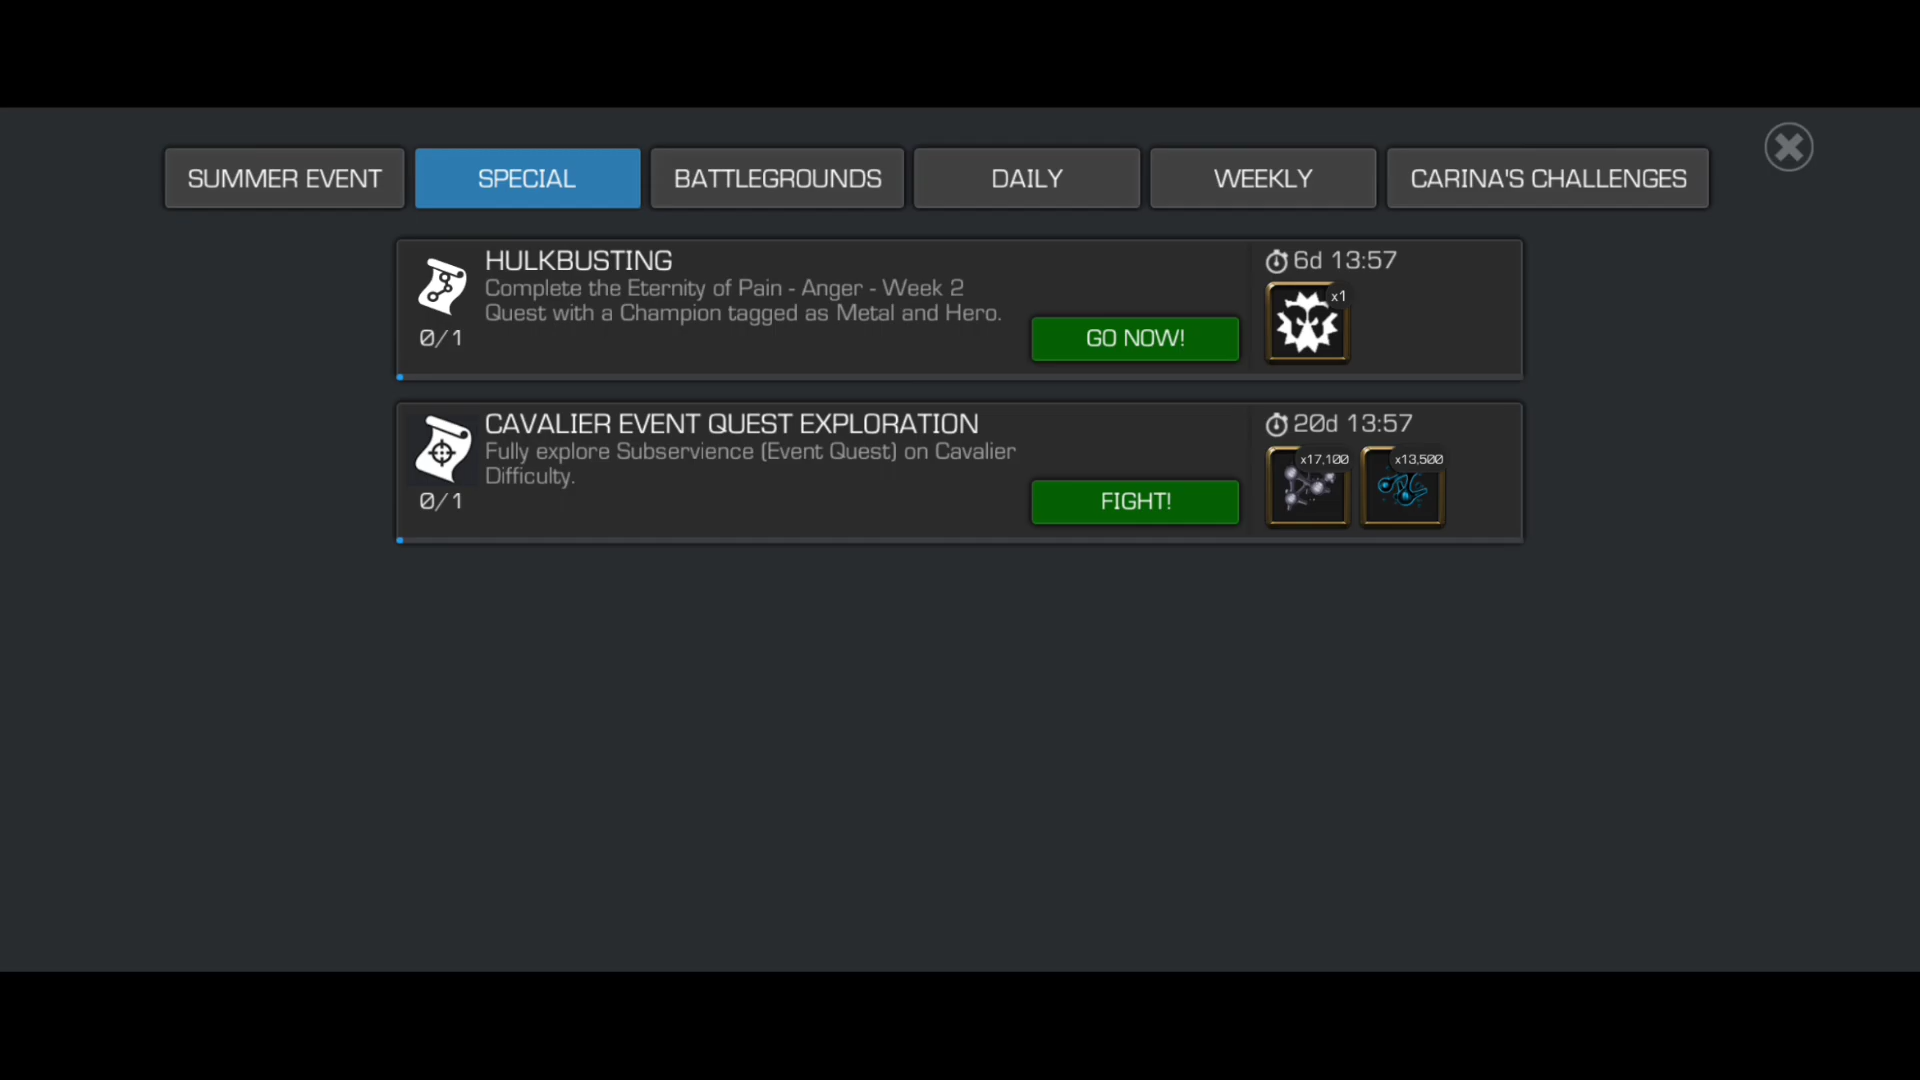 SUMMER EVENT
SPECIAL
BATTLEGROUNDS
DAILY
WEEKLY
CARINA'S CHALLENGES
HULKBUSTING
Complete the Eternity of Pain - Anger - Week 2
Quest with a Champion tagged as Metal and Hero.
0/1
GO NOW!
6d 13:57
x1
CAVALIER EVENT QUEST EXPLORATION
Fully explore Subservience (Event Quest) on Cavalier
Difficulty.
0/1
FIGHT!
20d 13:57
x17,100
x13,500